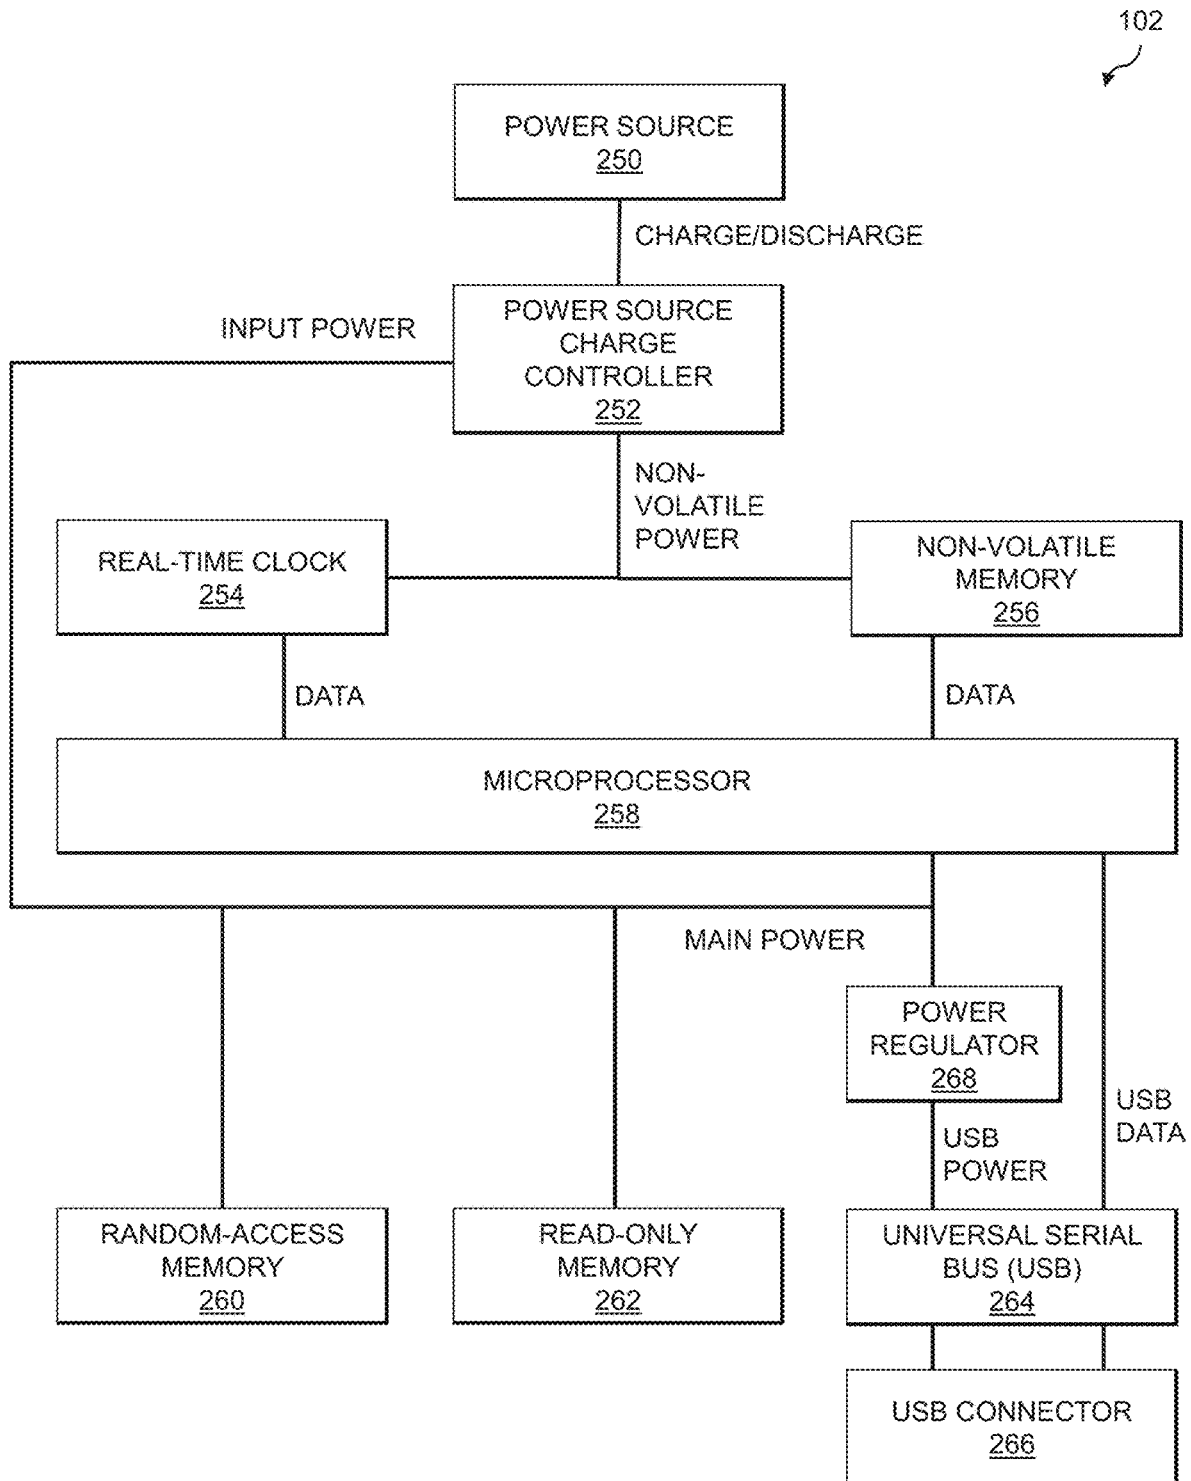 102
POWER SOURCE
250
CHARGE/DISCHARGE
INPUT POWER
POWER SOURCE
CHARGE
CONTROLLER
252
NON-
VOLATILE
POWER
REAL-TIME CLOCK
254
NON-VOLATILE
MEMORY
256
DATA
DATA
MICROPROCESSOR
258
MAIN POWER
POWER
REGULATOR
268
USB
DATA
USB
POWER
RANDOM-ACCESS
MEMORY
260
READ-ONLY
MEMORY
262
UNIVERSAL SERIAL
BUS (USB)
264
USB CONNECTOR
266